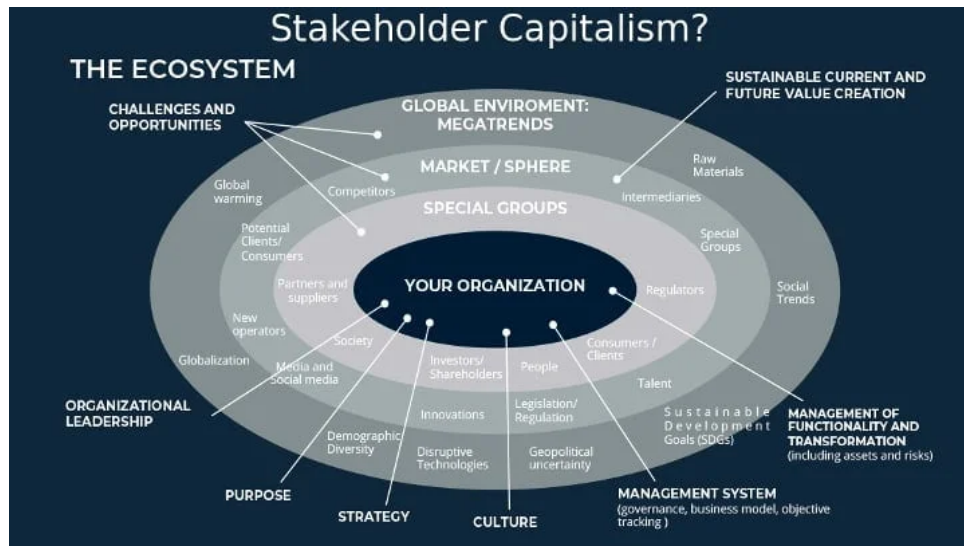 Stakeholder Capitalism?
THE ECOSYSTEM
CHALLENGES AND
OPPORTUNITIES
SUSTAINABLE CURRENT AND
FUTURE VALUE CREATION
GLOBAL ENVIROMENT:
MEGATRENDS
MARKET / SPHERE
SPECIAL GROUPS
YOUR ORGANIZATION
Global
warming
Competitors
Intermediaries
Raw
Materials
Potential
Clients/
Consumers
Special
Groups
Partners and
suppliers
Regulators
Social
Trends
New
operators
Society
Consumers /
Clients
Globalization
Media and
Social media
Investors/
Shareholders
People
Talent
Innovations
Legislation/
Regulation
Sustainable
Development
Goals (SDGs)
Demographic
Diversity
Disruptive
Technologies
Geopolitical
uncertainty
ORGANIZATIONAL
LEADERSHIP
PURPOSE
STRATEGY
CULTURE
MANAGEMENT SYSTEM
(governance, business model, objective
tracking )
MANAGEMENT OF
FUNCTIONALITY AND
TRANSFORMATION
(including assets and risks)